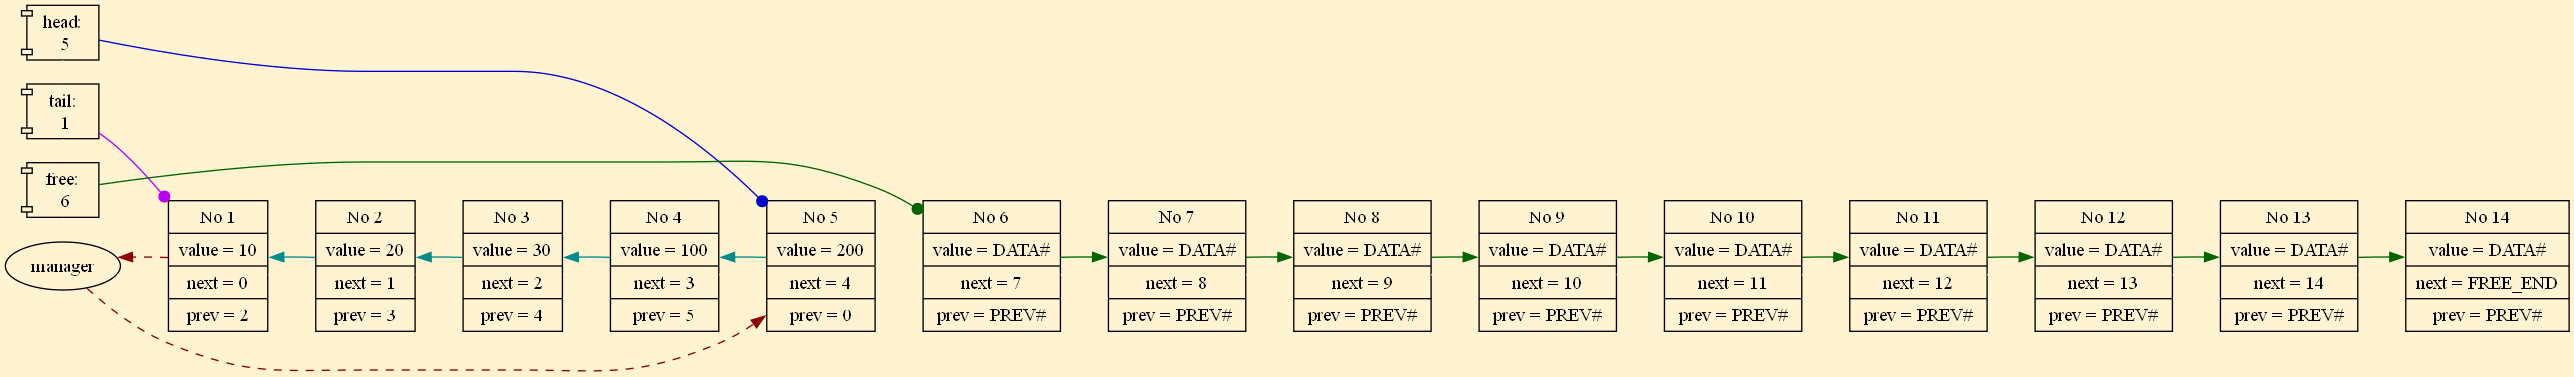 head:
5
tail:
1
free:
6
manager
No 1
value = 10
next = 0
prev = 2
No 2
value = 20
next = 1
prev = 3
No 3
value = 30
next = 2
prev = 4
No 4
value = 100
next = 3
prev = 5
No 5
value = 200
next = 4
prev = 0
No 6
value = DATA#
next = 7
prev = PREV#
No 7
value = DATA#
next = 8
prev = PREV#
No 8
value = DATA#
next = 9
prev = PREV#
No 9
value = DATA#
next = 10
prev = PREV#
No 10
value = DATA#
next = 11
prev = PREV#
No 11
value = DATA#
next = 12
prev = PREV#
No 12
value = DATA#
next = 13
prev = PREV#
No 13
value = DATA#
next = 14
prev = PREV#
No 14
value = DATA#
next = FREE_END
prev = PREV#